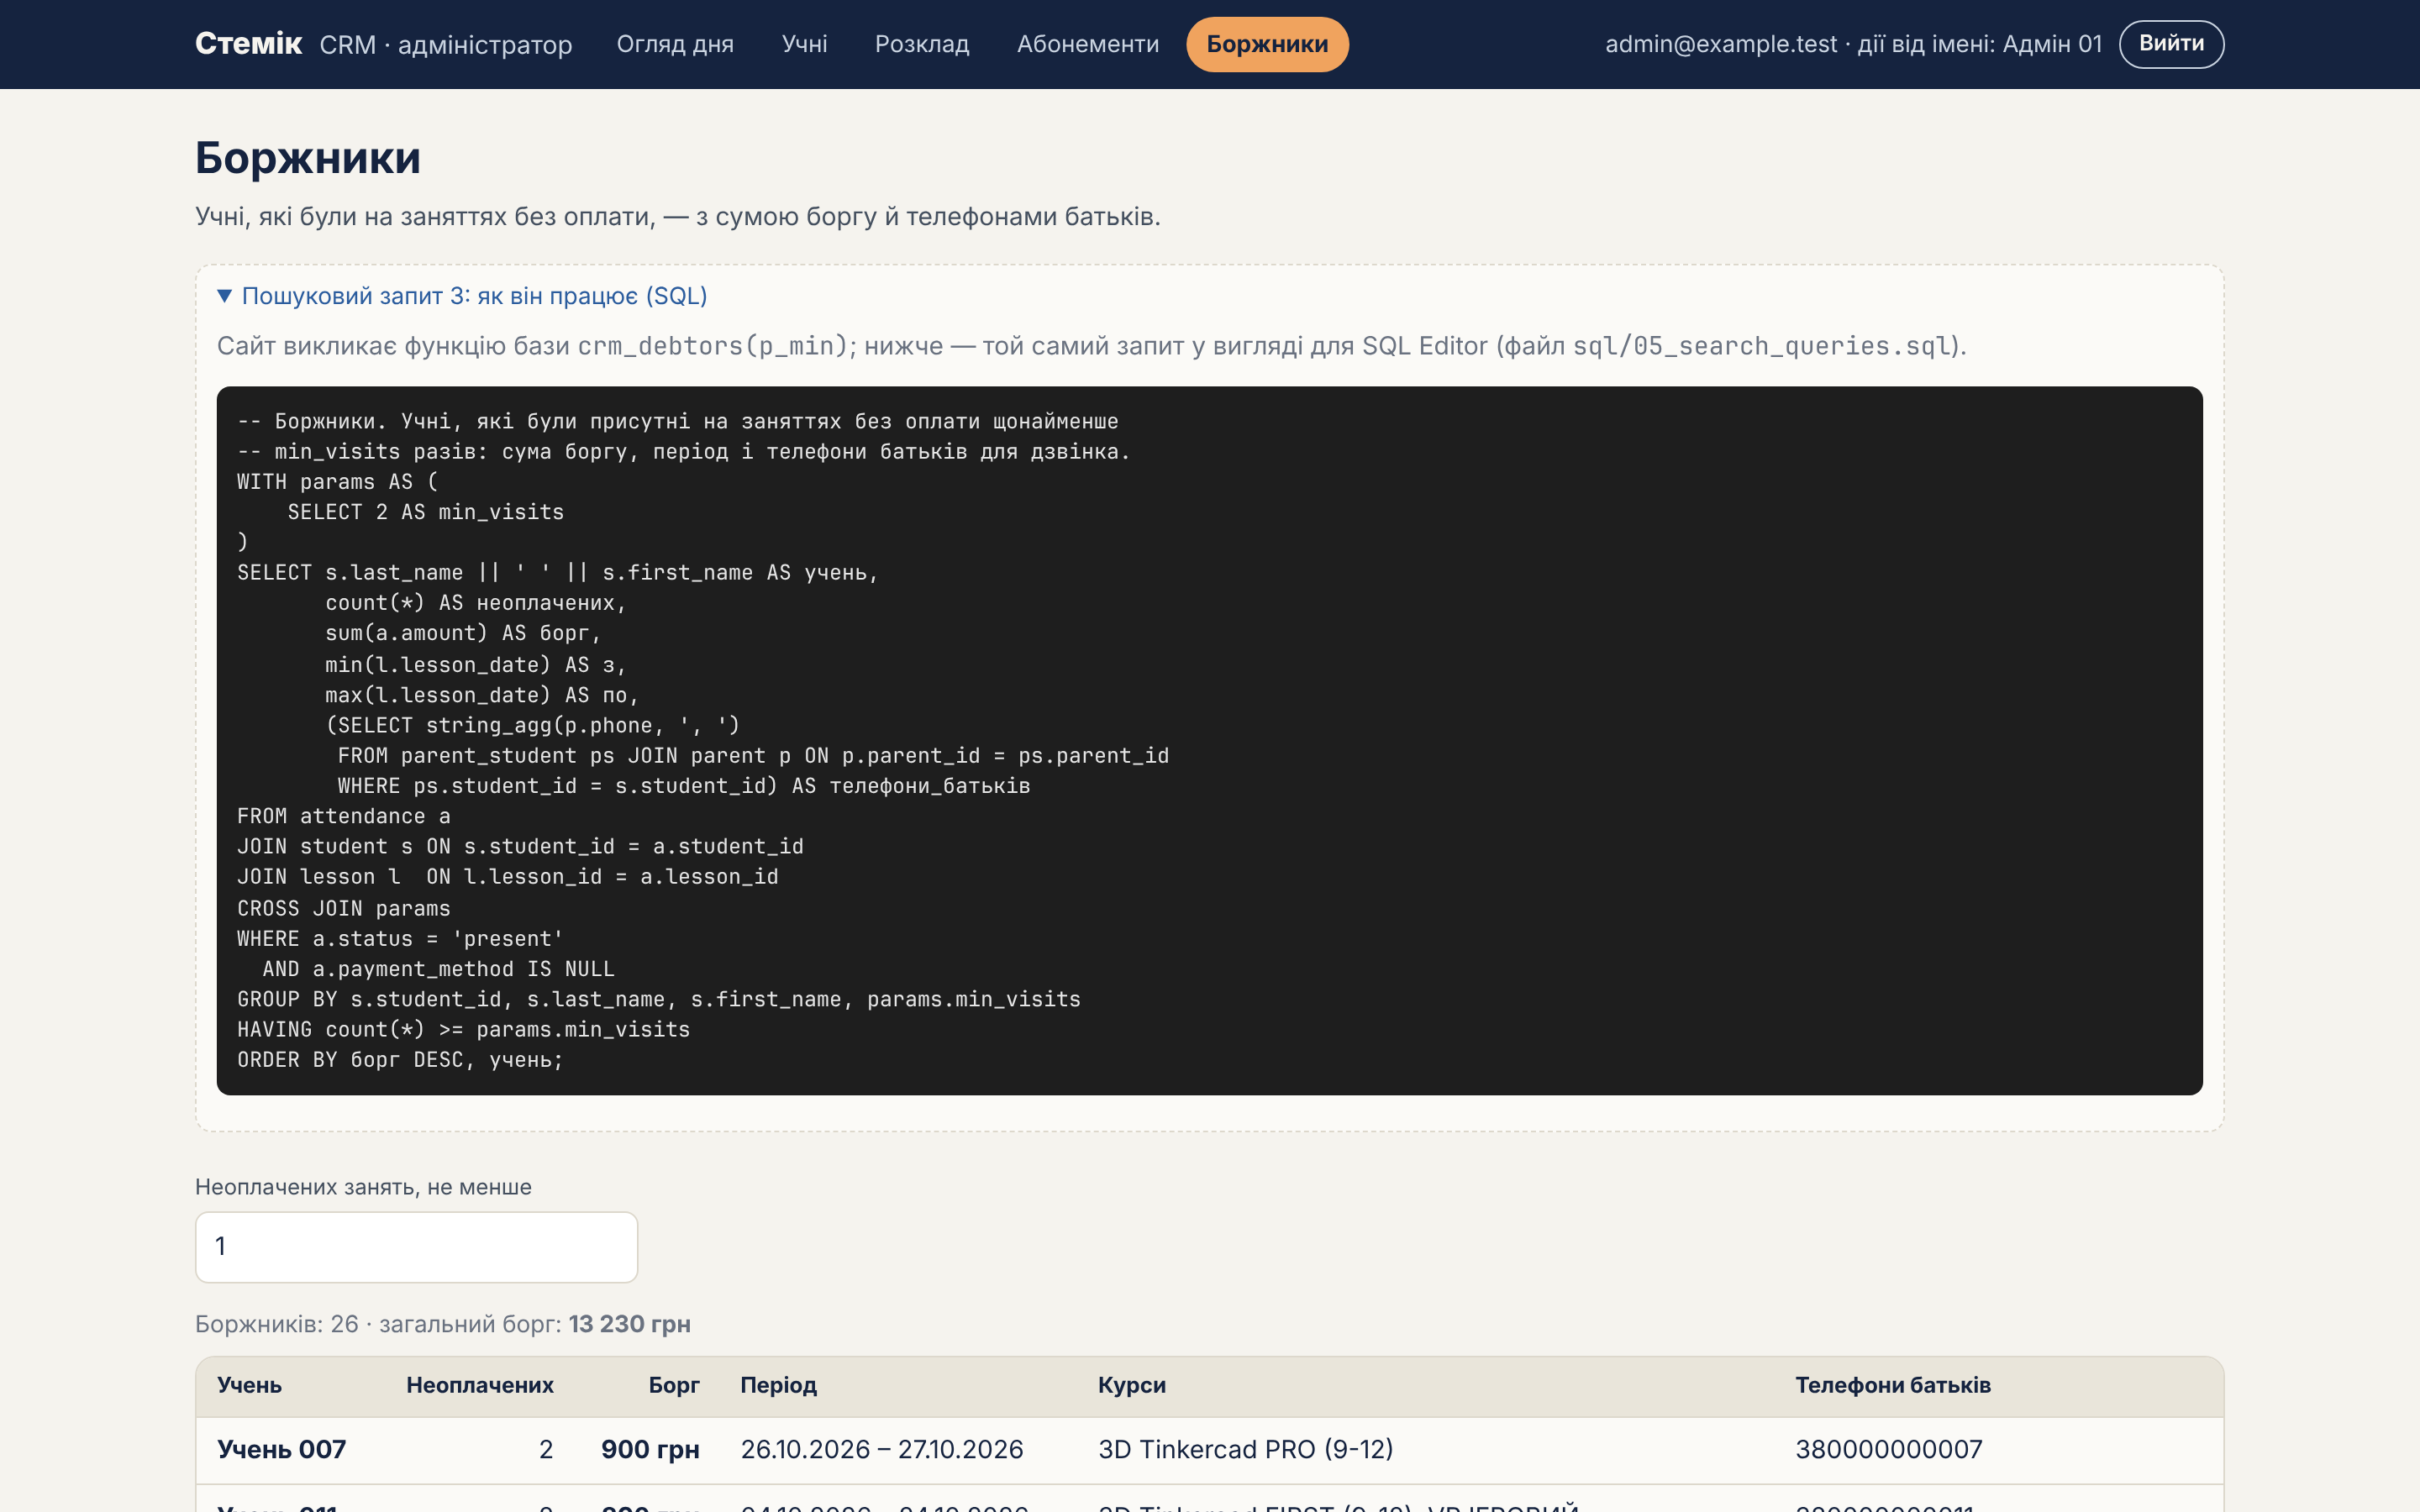 Стемік CRM · адміністратор Огляд дня Учні Розклад Абонементи Боржники admin@example.test · дії від імені: Адмін 01 Вийти
Боржники
Учні, які були на заняттях без оплати, — з сумою боргу й телефонами батьків.
▼ Пошуковий запит 3: як він працює (SQL)
Сайт викликає функцію бази crm_debtors(p_min); нижче — той самий запит у вигляді для SQL Editor (файл sql/05_search_queries.sql).
-- Боржники. Учні, які були присутні на заняттях без оплати щонайменше
-- min_visits разів: сума боргу, період і телефони батьків для дзвінка.
WITH params AS (
    SELECT 2 AS min_visits
)
SELECT s.last_name || ' ' || s.first_name AS учень,
       count(*) AS неоплачених,
       sum(a.amount) AS борг,
       min(l.lesson_date) AS з,
       max(l.lesson_date) AS по,
       (SELECT string_agg(p.phone, ', ')
        FROM parent_student ps JOIN parent p ON p.parent_id = ps.parent_id
        WHERE ps.student_id = s.student_id) AS телефони_батьків
FROM attendance a
JOIN student s ON s.student_id = a.student_id
JOIN lesson l  ON l.lesson_id = a.lesson_id
CROSS JOIN params
WHERE a.status = 'present'
  AND a.payment_method IS NULL
GROUP BY s.student_id, s.last_name, s.first_name, params.min_visits
HAVING count(*) >= params.min_visits
ORDER BY борг DESC, учень;
Неоплачених занять, не менше
1
Боржників: 26 · загальний борг: 13 230 грн
Учень Неоплачених Борг Період Курси Телефони батьків
Учень 007 2 900 грн 26.10.2026 – 27.10.2026 3D Tinkercad PRO (9-12) 380000000007